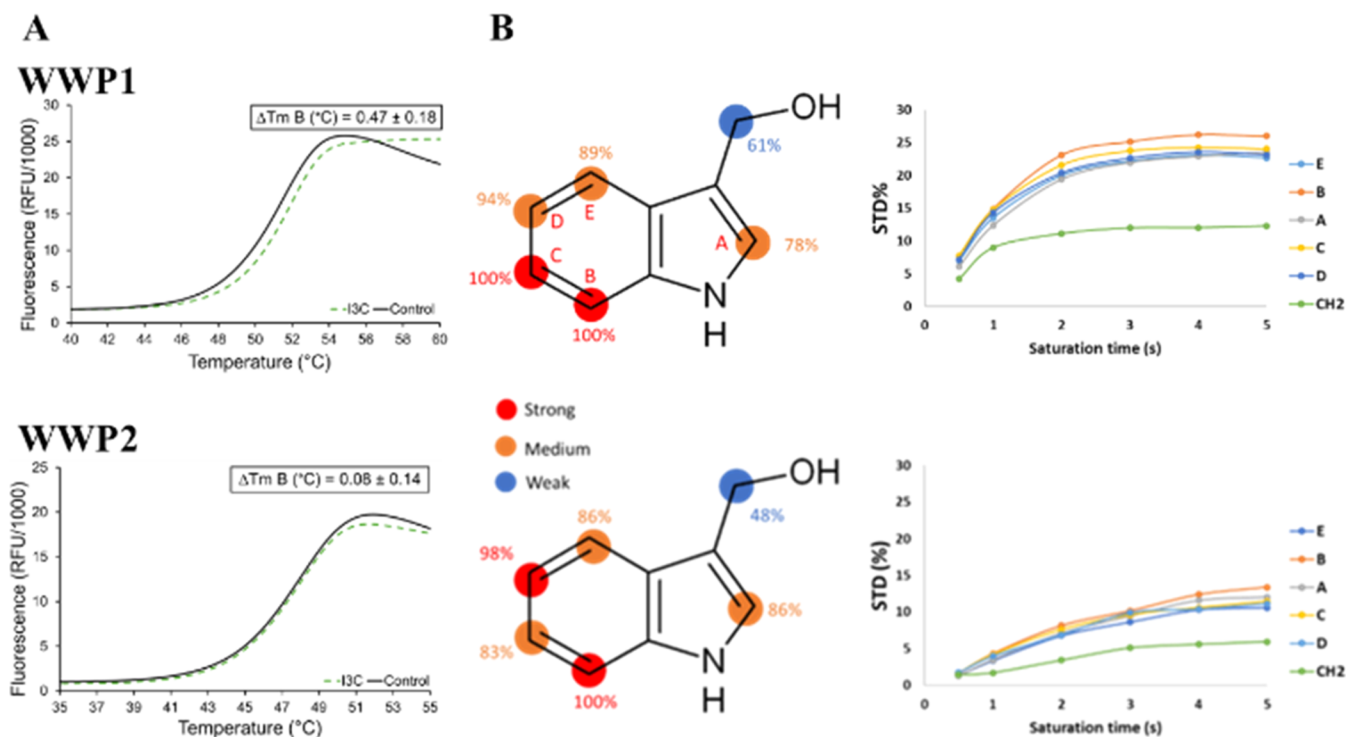 A
B
WWP1
ΔTm B (°C) = 0.47 ± 0.18
Fluorescence (RFU/1000)
30
25
20
15
10
5
0
40 42 44 46 48 50 52 54 56 58 60
I3C Control
Temperature (°C)
OH
61%
89%
94%
D
E
A
78%
C
100%
B
N
H
100%
STD%
30
25
20
15
10
5
0
0 1 2 3 4 5
Saturation time (s)
E
B
A
C
D
CH2
WWP2
ΔTm B (°C) = 0.08 ± 0.14
Fluorescence (RFU/1000)
25
20
15
10
5
0
35 37 39 41 43 45 47 49 51 53 55
I3C Control
Temperature (°C)
Strong
Medium
Weak
OH
48%
86%
98%
86%
83%
N
H
100%
STD (%)
30
25
20
15
10
5
0
0 1 2 3 4 5
Saturation time (s)
E
B
A
C
D
CH2